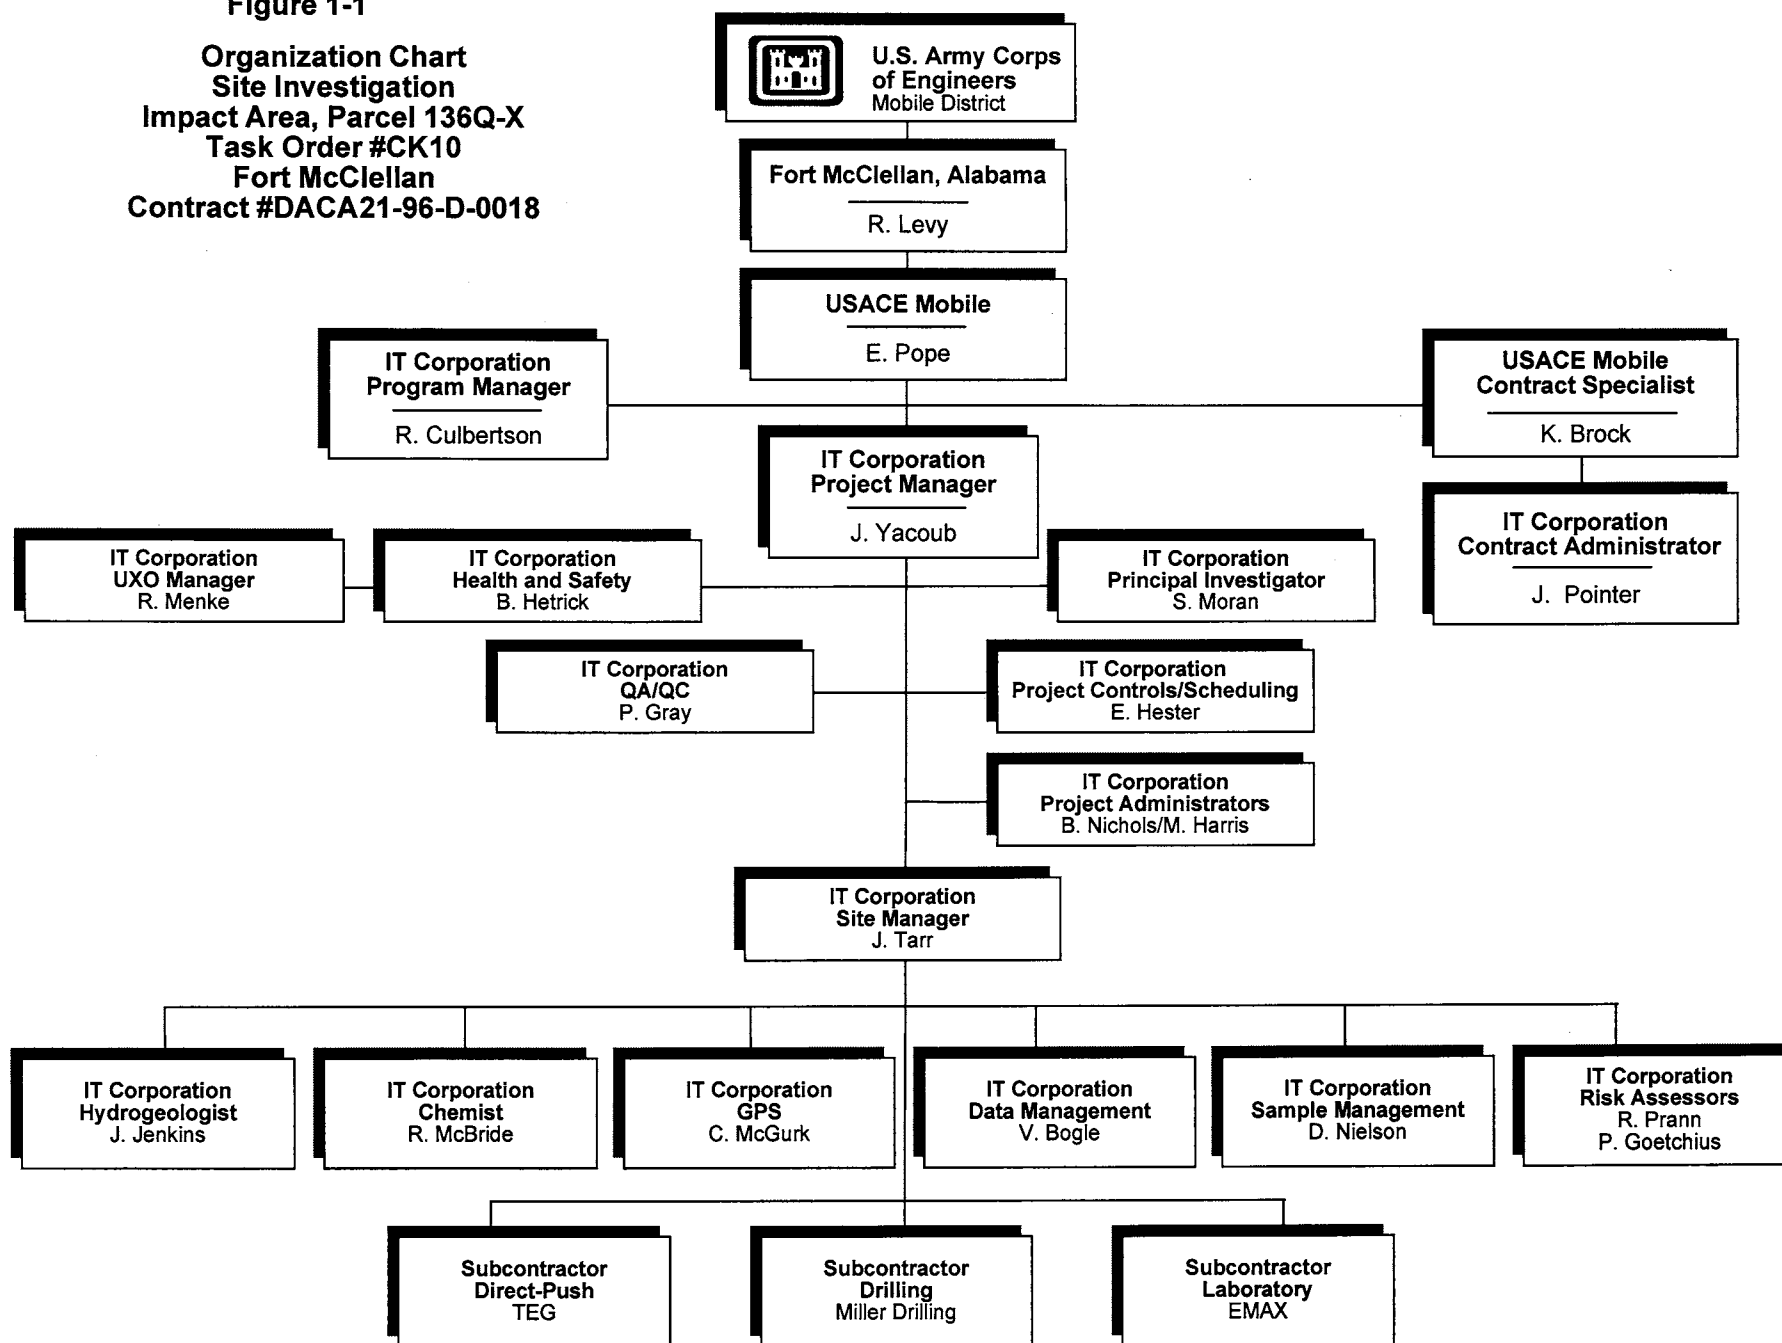 Figure 1-1
Organization Chart
Site Investigation
Impact Area, Parcel 136Q-X
Task Order #CK10
Fort McClellan
Contract #DACA21-96-D-0018
U.S. Army Corps
of Engineers
Mobile District
Fort McClellan, Alabama
R. Levy
USACE Mobile
E. Pope
IT Corporation
Program Manager
R. Culbertson
USACE Mobile
Contract Specialist
K. Brock
IT Corporation
Project Manager
J. Yacoub
IT Corporation
Contract Administrator
J. Pointer
IT Corporation
UXO Manager
R. Menke
IT Corporation
Health and Safety
B. Hetrick
IT Corporation
Principal Investigator
S. Moran
IT Corporation
QA/QC
P. Gray
IT Corporation
Project Controls/Scheduling
E. Hester
IT Corporation
Project Administrators
B. Nichols/M. Harris
IT Corporation
Site Manager
J. Tarr
IT Corporation
Hydrogeologist
J. Jenkins
IT Corporation
Chemist
R. McBride
IT Corporation
GPS
C. McGurk
IT Corporation
Data Management
V. Bogle
IT Corporation
Sample Management
D. Nielson
IT Corporation
Risk Assessors
R. Prann
P. Goetchius
Subcontractor
Direct-Push
TEG
Subcontractor
Drilling
Miller Drilling
Subcontractor
Laboratory
EMAX